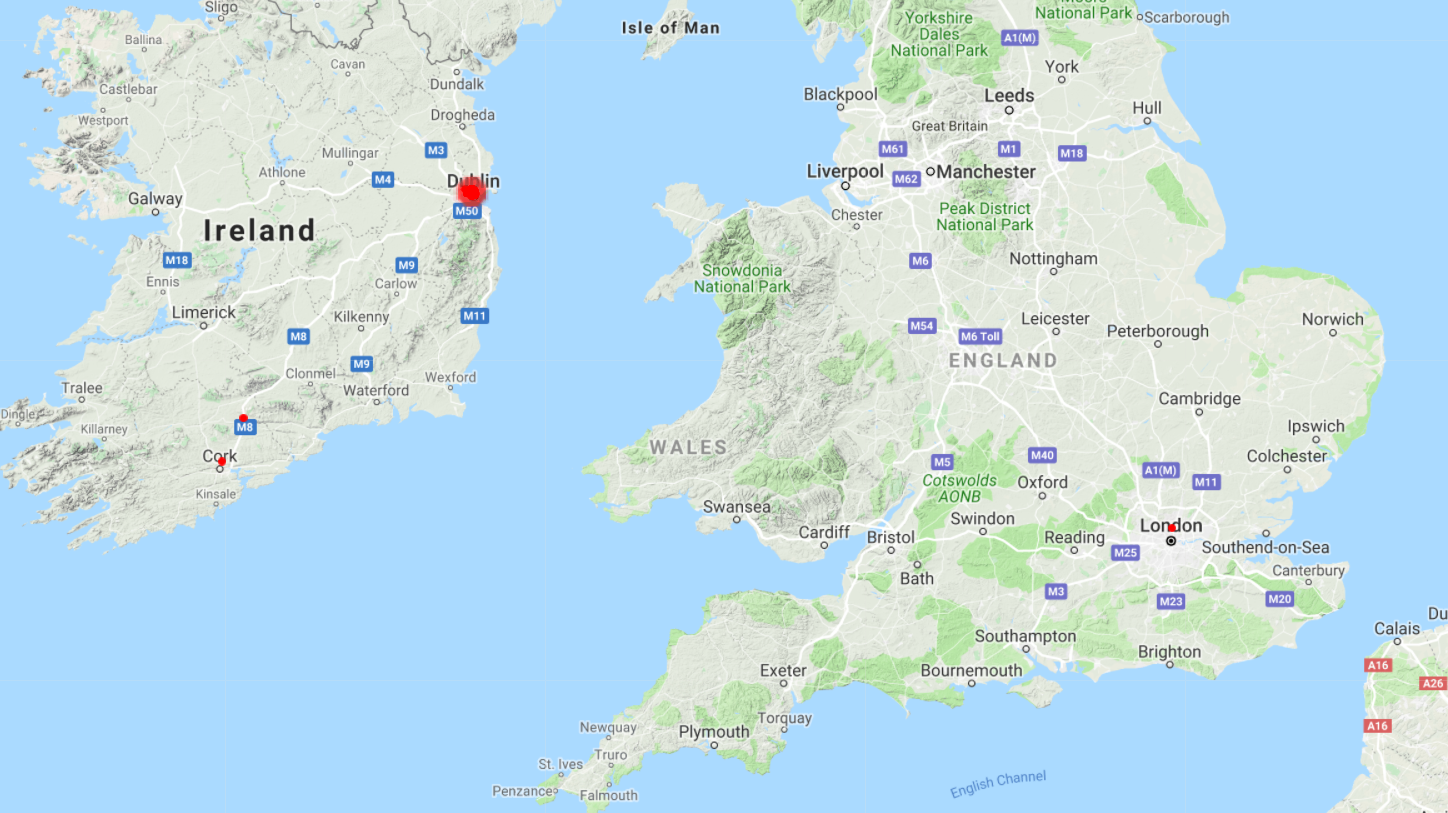 Sligo
Isle of Man
Yorkshire
Dales
National Park
National Park
Scarborough
A1(M)
Ballina
Cavan
York
Castlebar
Dundalk
Blackpool
Leeds
Hull
Westport
Drogheda
Great Britain
M3
M61
M1
M18
Mullingar
Athlone
M4
Dublin
Liverpool
M62
Manchester
Galway
M50
Chester
Peak District
National Park
Ireland
M18
M9
M6
Nottingham
Snowdonia
National Park
Ennis
Carlow
Limerick
Kilkenny
M11
M54
Leicester
Peterborough
Norwich
M8
M6 Toll
ENGLAND
M9
Clonmel
Wexford
Tralee
Waterford
Cambridge
Dingle
Killarney
M8
Ipswich
WALES
Cork
M5
M40
Colchester
A1(M)
M11
Cotswolds
AONB
Oxford
Kinsale
Swansea
Swindon
London
Cardiff
Bristol
Reading
M25
Southend-on-Sea
Bath
Canterbury
M3
M23
M20
Du
Calais
Southampton
Brighton
A16
Exeter
Bournemouth
A26
Newquay
Torquay
A16
Plymouth
Truro
St. Ives
English Channel
Penzance
Falmouth